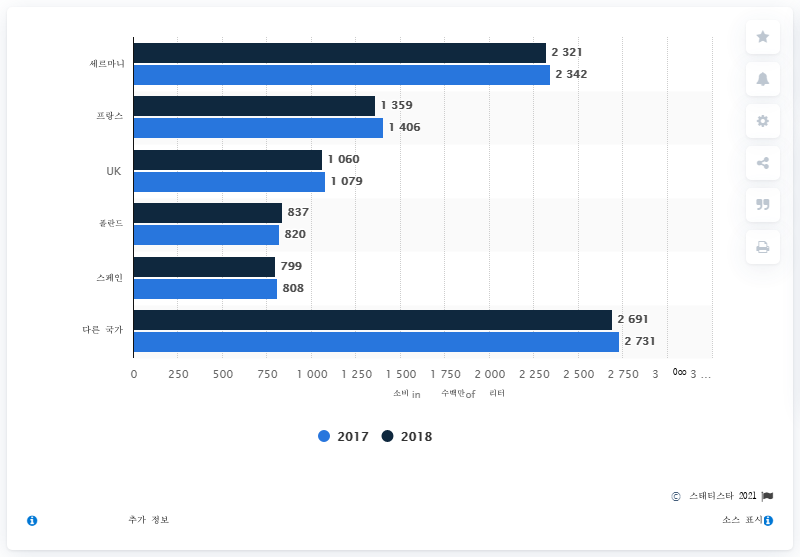 세르마니
2 321
2 342
프랑스
1 359
1 406
UK
1 060
1 079
폴란드
837
820
스페인
799
808
다른 국가
2 691
2 731
0 250 500 750 1 000 1 250 1 500 1 750 2 000 2 250 2 500 2 750 3 0∞ 3 ...
소비 in 수백만of 리터
2017 2018
© 스태티스타 2021
추가 정보 소스 표시